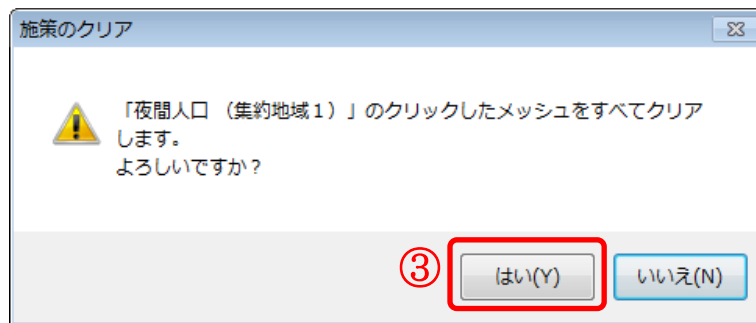 施策のクリア
「夜間人口 （集約地域１）」のクリックしたメッシュをすべてクリア
します。
よろしいですか？
③
はい(Y)
いいえ(N)